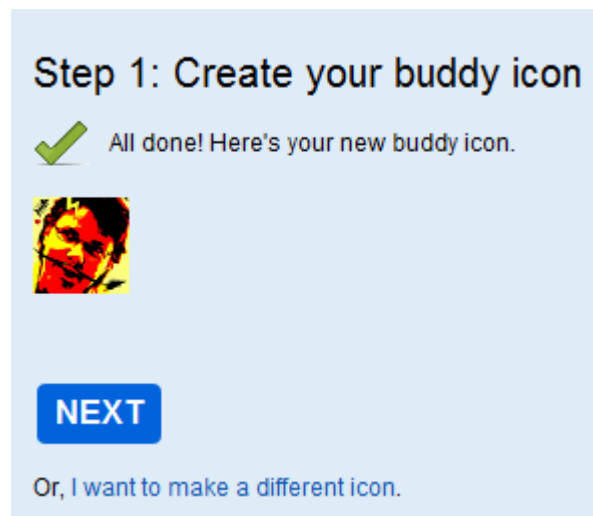 Step 1: Create your buddy icon
All done! Here's your new buddy icon.
NEXT
Or, I want to make a different icon.